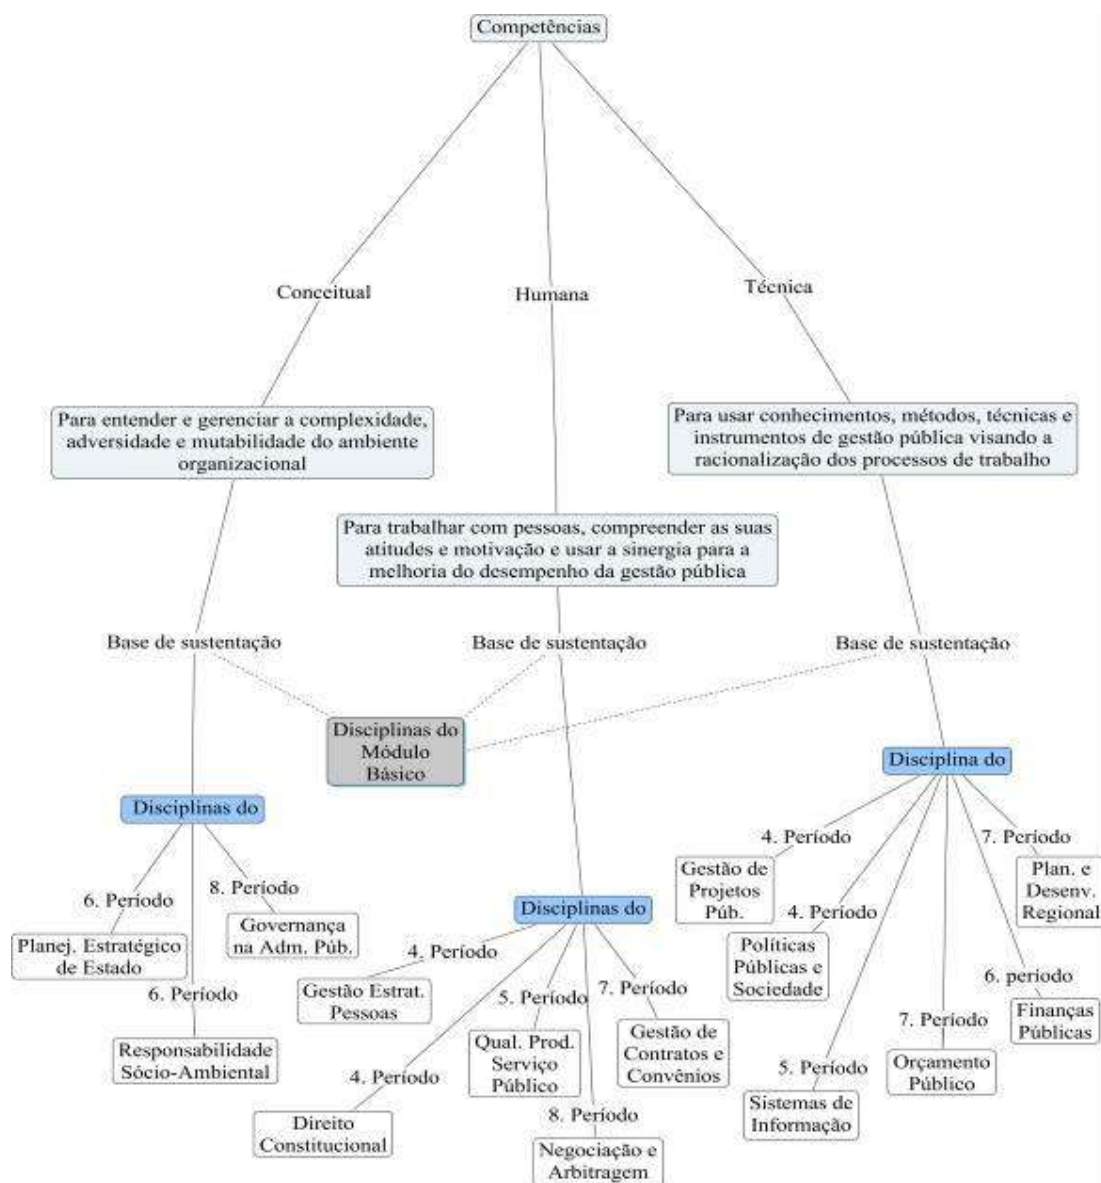 Competências
Conceitual
Humana
Técnica
Para entender e gerenciar a complexidade,
adversidade e mutabilidade do ambiente
organizacional
Para usar conhecimentos, métodos, técnicas e
instrumentos de gestão pública visando a
racionalização dos processos de trabalho
Para trabalhar com pessoas, compreender as suas
atitudes e motivação e usar a sinergia para a
melhoria do desempenho da gestão pública
Base de sustentação
Base de sustentação
Base de sustentação
Disciplinas do
Módulo
Básico
Disciplinas do
6. Período
Planej. Estratégico
de Estado
6. Período
Responsabilidade
Sócio-Ambiental
8. Período
Governança
na Adm. Púb.
Disciplinas do
4. Período
Gestão Estrat.
Pessoas
4. Período
Direito
Constitucional
5. Período
Qual. Prod.
Serviço
Público
8. Período
Negociação e
Arbitragem
7. Período
Gestão de
Contratos e
Convênios
Disciplina do
4. Período
Gestão de
Projetos
Púb.
4. Período
Políticas
Públicas e
Sociedade
5. Período
Sistemas de
Informação
7. Período
Orçamento
Público
6. periodo
Finanças
Públicas
7. Período
Plan. e
Desenv.
Regional